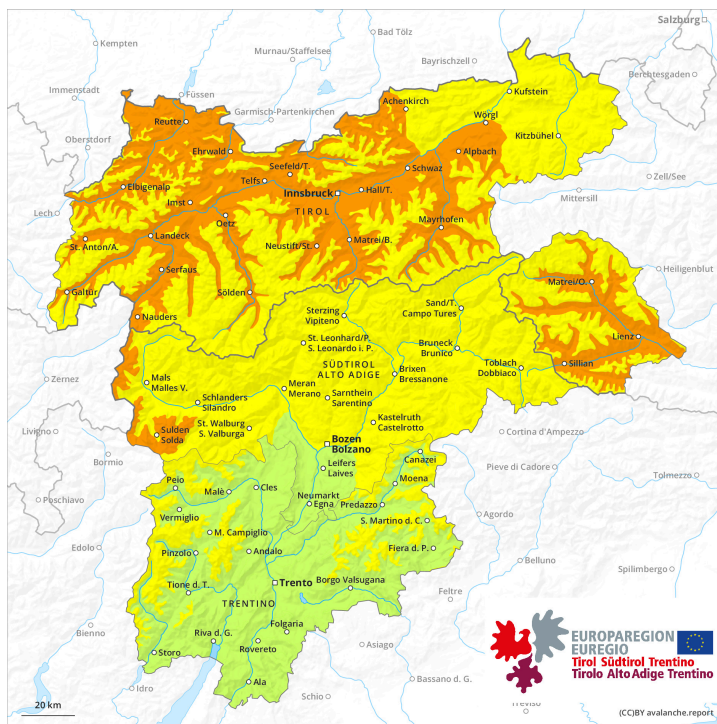 Salzburg
Kempten
Bad Tölz
Murnau/Staffelsee
Bayrischzell
Berchtesgaden
Immenstadt
Füssen
Garmisch-Partenkirchen
Achenkirch
Kufstein
Reutte
Wörgl
Oberstdorf
Ehrwald
Kitzbühel
Alpbach
Seefeld/T.
Schwaz
Zell/See
Telfs
Elbigenalp
Innsbruck
Hall/T.
Mittersill
Lech
Imst
TIROL
Oetz
Mayrhofen
St. Anton/A.
Landeck
Neustift/St.
Matrei/B.
Heiligenblut
Serfaus
Matrei/O.
Galtür
Sölden
Sand/T.
Campo Tures
Nauders
Sterzing
Vipiteno
Lienz
St. Leonhard/P.
S. Leonardo i. P.
Bruneck
Brunico
Sillian
SÜDTIROL
ALTO ADIGE
Toblach
Dobbiaco
Zernez
Mals
Malles V.
Meran
Merano
Brixen
Bressanone
Schlanders
Silandro
Sarnthein
Sarentino
Livigno
Sulden
Solda
St. Walburg
S. Valburga
Kastelruth
Castelrotto
Cortina d'Ampezzo
Bormio
Bozen
Bolzano
Canazei
Pieve di Cadore
Tolmezzo
Leifers
Laives
Poschiavo
Peio
Malè
Cles
Moena
Neumarkt
Egna
Predazzo
Vermiglio
Agordo
S. Martino d. C.
M. Campiglio
Edolo
Pinzolo
Andalo
Fiera d. P.
Belluno
Spilimbergo
Tione d. T.
Trento
Borgo Valsugana
Feltre
TRENTINO
Folgaria
Bienno
Riva d. G.
Storo
Rovereto
Asiago
Ala
Bassano d. G.
Idro
Schio
Treviso
EUROPAREGION
EUREGIO
Tirol Südtirol Trentino
Tirolo Alto Adige Trentino
20 km
(CC)BY avalanche.report